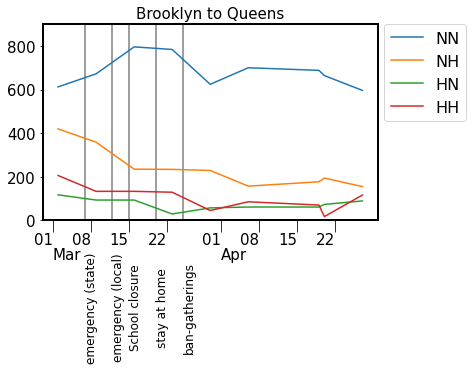 Brooklyn to Queens
800
600
400
200
0
NN
NH
HN
HH
01 08 15 22 01 08 15 22
Mar Apr
emergency (state)
emergency (local)
School closure
stay at home
ban-gatherings